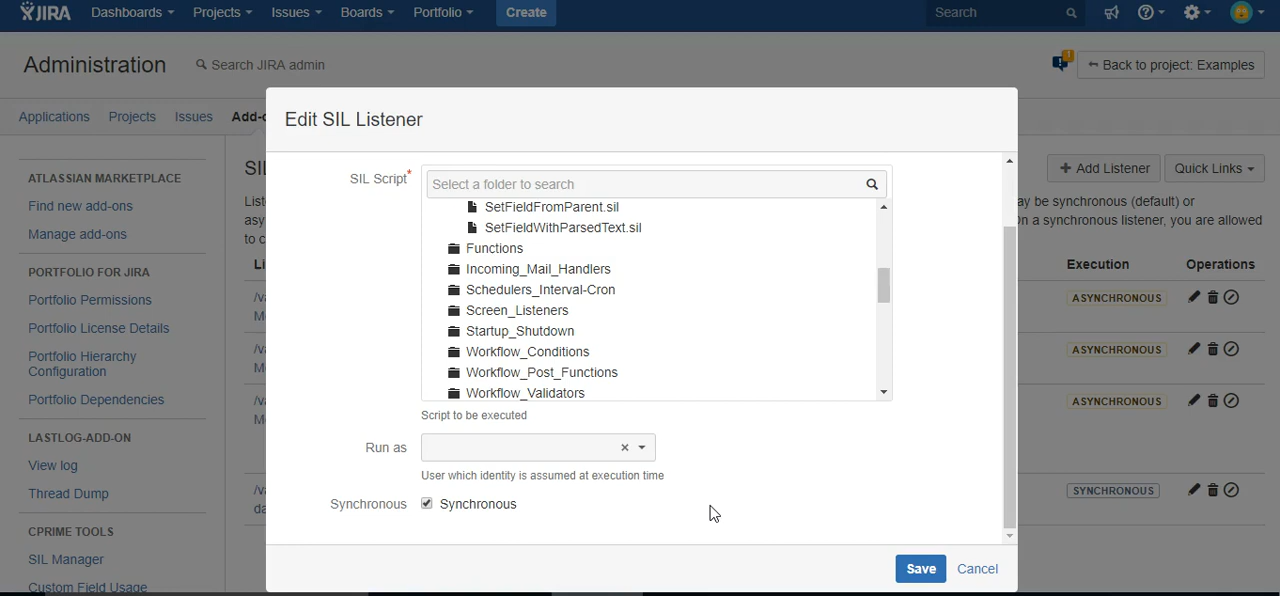 JIRA Dashboards Projects Issues Boards Portfolio Create Search
Administration Search JIRA admin Back to project: Examples
Applications Projects Issues
Edit SIL Listener
ATLASSIAN MARKETPLACE
Find new add-ons
Manage add-ons
PORTFOLIO FOR JIRA
Portfolio Permissions
Portfolio License Details
Portfolio Hierarchy
Configuration
Portfolio Dependencies
LASTLOG-ADD-ON
View log
Thread Dump
CPRIME TOOLS
SIL Manager
Custom Field Usage
SIL Script*
Select a folder to search
SetFieldFromParent.sil
SetFieldWithParsedText.sil
Functions
Incoming_Mail_Handlers
Schedulers_Interval-Cron
Screen_Listeners
Startup_Shutdown
Workflow_Conditions
Workflow_Post_Functions
Workflow_Validators
Script to be executed
Run as
User which identity is assumed at execution time
Synchronous Synchronous
Save Cancel
Add Listener Quick Links
ay be synchronous (default) or
n a synchronous listener, you are allowed
Execution Operations
ASYNCHRONOUS
ASYNCHRONOUS
ASYNCHRONOUS
SYNCHRONOUS